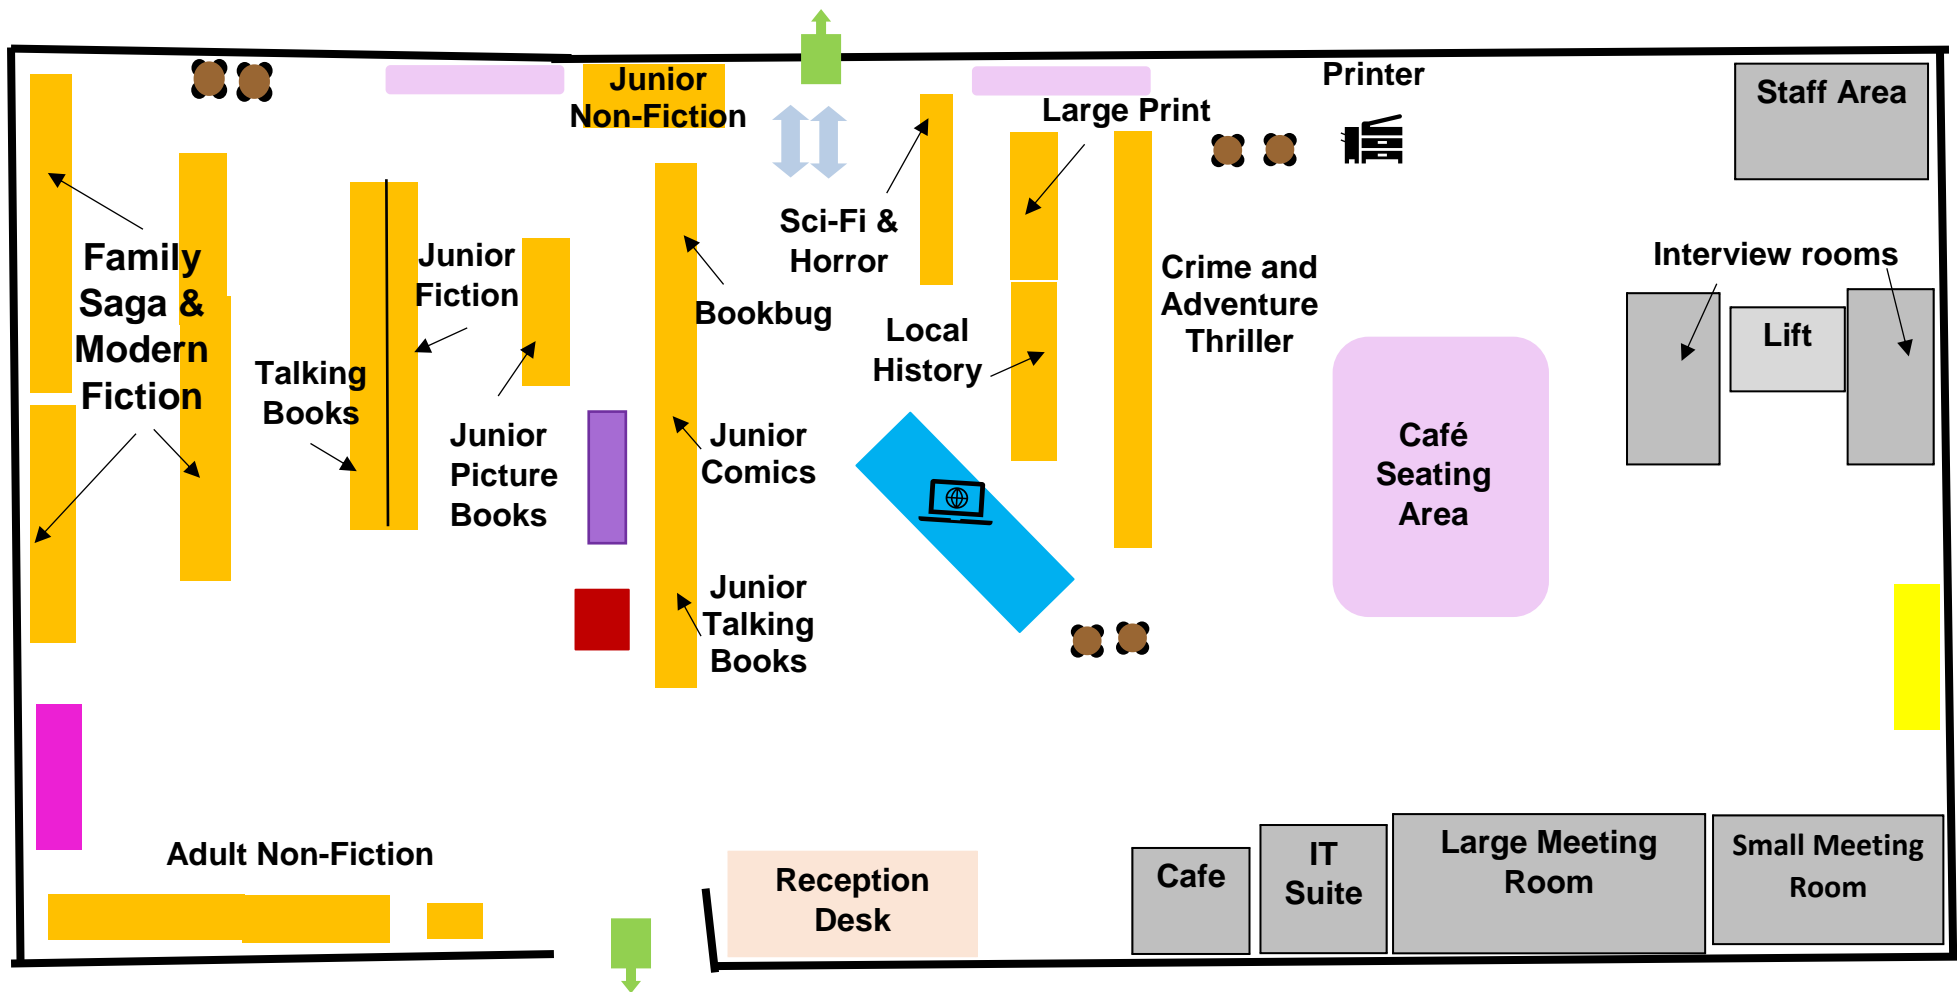 Junior
Non-Fiction
Printer
Staff Area
Large Print
Sci-Fi &
Horror
Family
Saga &
Modern
Fiction
Junior
Fiction
Bookbug
Crime and
Adventure
Thriller
Interview rooms
Lift
Local
History
Talking
Books
Junior
Picture
Books
Junior
Comics
Café
Seating
Area
Junior
Talking
Books
Adult Non-Fiction
Reception
Desk
Cafe
IT
Suite
Large Meeting
Room
Small Meeting
Room